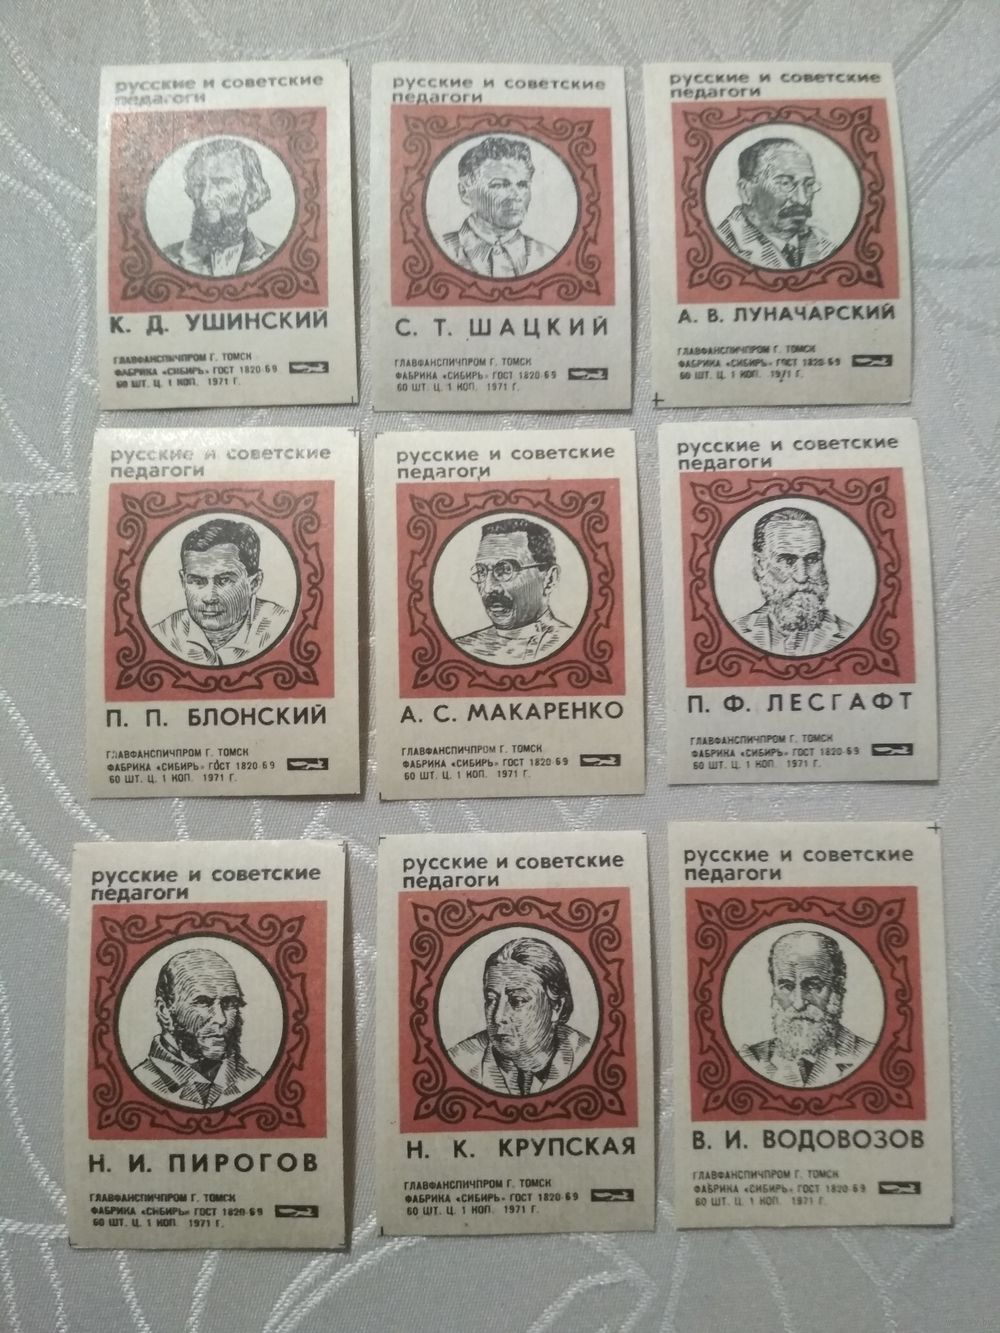 русские и советские
педагоги
К. Д. УШИНСКИЙ
ГЛАВФАНСПИЧПРОМ Г. ТОМСК
ФАБРИКА «СИБИРЬ» ГОСТ 1820-69
60 ШТ. Ц. 1 КОП. 1971 Г.
русские и советские
педагоги
С. Т. ШАЦКИЙ
ГЛАВФАНСПИЧПРОМ Г. ТОМСК
ФАБРИКА «СИБИРЬ» ГОСТ 1820-69
60 ШТ. Ц. 1 КОП. 1971 Г.
русские и советские
педагоги
А. В. ЛУНАЧАРСКИЙ
ГЛАВФАНСПИЧПРОМ Г. ТОМСК
ФАБРИКА «СИБИРЬ» ГОСТ 1820-69
60 ШТ. Ц. 1 КОП. 1971 Г.
русские и советские
педагоги
П. П. БЛОНСКИЙ
ГЛАВФАНСПИЧПРОМ Г. ТОМСК
ФАБРИКА «СИБИРЬ» ГОСТ 1820-69
60 ШТ. Ц. 1 КОП. 1971 Г.
русские и советские
педагоги
А. С. МАКАРЕНКО
ГЛАВФАНСПИЧПРОМ Г. ТОМСК
ФАБРИКА «СИБИРЬ» ГОСТ 1820-69
60 ШТ. Ц. 1 КОП. 1971 Г.
русские и советские
педагоги
П. Ф. ЛЕСГАФТ
ГЛАВФАНСПИЧПРОМ Г. ТОМСК
ФАБРИКА «СИБИРЬ» ГОСТ 1820-69
60 ШТ. Ц. 1 КОП. 1971 Г.
русские и советские
педагоги
Н. И. ПИРОГОВ
ГЛАВФАНСПИЧПРОМ Г. ТОМСК
ФАБРИКА «СИБИРЬ» ГОСТ 1820-69
60 ШТ. Ц. 1 КОП. 1971 Г.
русские и советские
педагоги
Н. К. КРУПСКАЯ
ГЛАВФАНСПИЧПРОМ Г. ТОМСК
ФАБРИКА «СИБИРЬ» ГОСТ 1820-69
60 ШТ. Ц. 1 КОП. 1971 Г.
русские и советские
педагоги
В. И. ВОДОВОЗОВ
ГЛАВФАНСПИЧПРОМ Г. ТОМСК
ФАБРИКА «СИБИРЬ» ГОСТ 1820-69
60 ШТ. Ц. 1 КОП. 1971 Г.